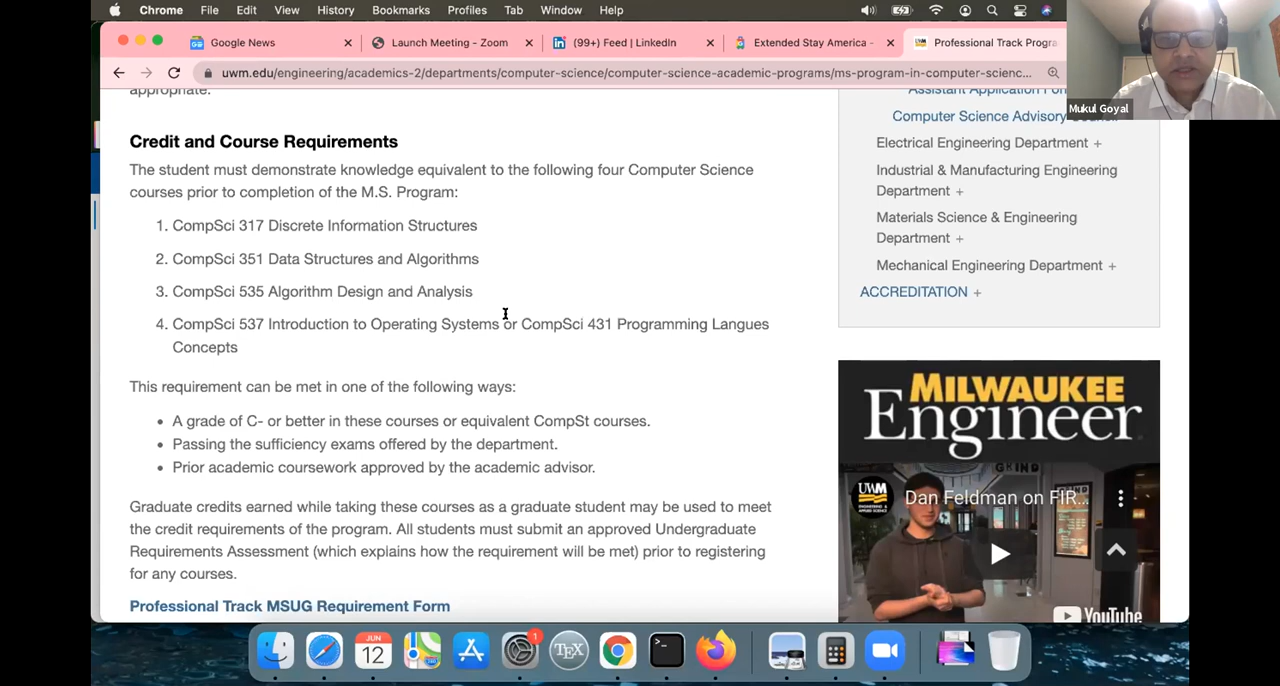 Chrome File Edit View History Bookmarks Profiles Tab Window Help
Google News
Launch Meeting - Zoom
(99+) Feed | LinkedIn
Extended Stay America -
Professional Track Progra
uwm.edu/engineering/academics-2/departments/computer-science/computer-science-academic-programs/ms-program-in-computer-scienc...
Mukul Goyal
appropriate.
Credit and Course Requirements
The student must demonstrate knowledge equivalent to the following four Computer Science
courses prior to completion of the M.S. Program:
1. CompSci 317 Discrete Information Structures
2. CompSci 351 Data Structures and Algorithms
3. CompSci 535 Algorithm Design and Analysis
4. CompSci 537 Introduction to Operating Systems or CompSci 431 Programming Langues
Concepts
This requirement can be met in one of the following ways:
• A grade of C- or better in these courses or equivalent CompSt courses.
• Passing the sufficiency exams offered by the department.
• Prior academic coursework approved by the academic advisor.
Graduate credits earned while taking these courses as a graduate student may be used to meet
the credit requirements of the program. All students must submit an approved Undergraduate
Requirements Assessment (which explains how the requirement will be met) prior to registering
for any courses.
Professional Track MSUG Requirement Form
Assistant Application For
Computer Science Advisory Council
Electrical Engineering Department +
Industrial & Manufacturing Engineering
Department +
Materials Science & Engineering
Department +
Mechanical Engineering Department +
ACCREDITATION +
MILWAUKEE
Engineer
GRIND
UWM
Dan Feldman on FIR...
YouTube
JUN
12
1
TEX